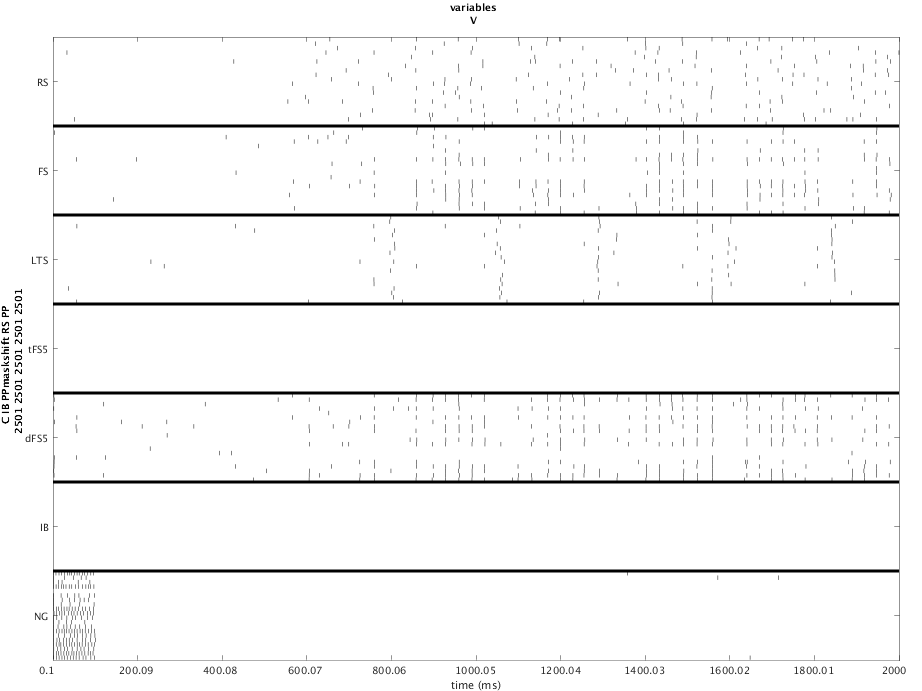 variables
V
C IB PPmaskshift RS PP
2501 2501 2501 2501 2501
RS
FS
LTS
tFS5
dFS5
IB
NG
0.1 200.09 400.08 600.07 800.06 1000.05 1200.04 1400.03 1600.02 1800.01 2000
time (ms)